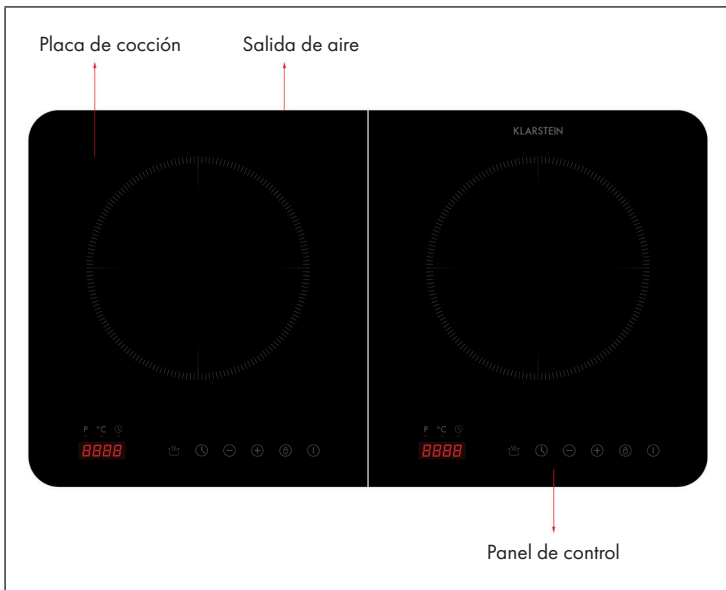 Placa de cocción Salida de aire
KLARSTEIN
P °C P °C
8888 8888
Panel de control